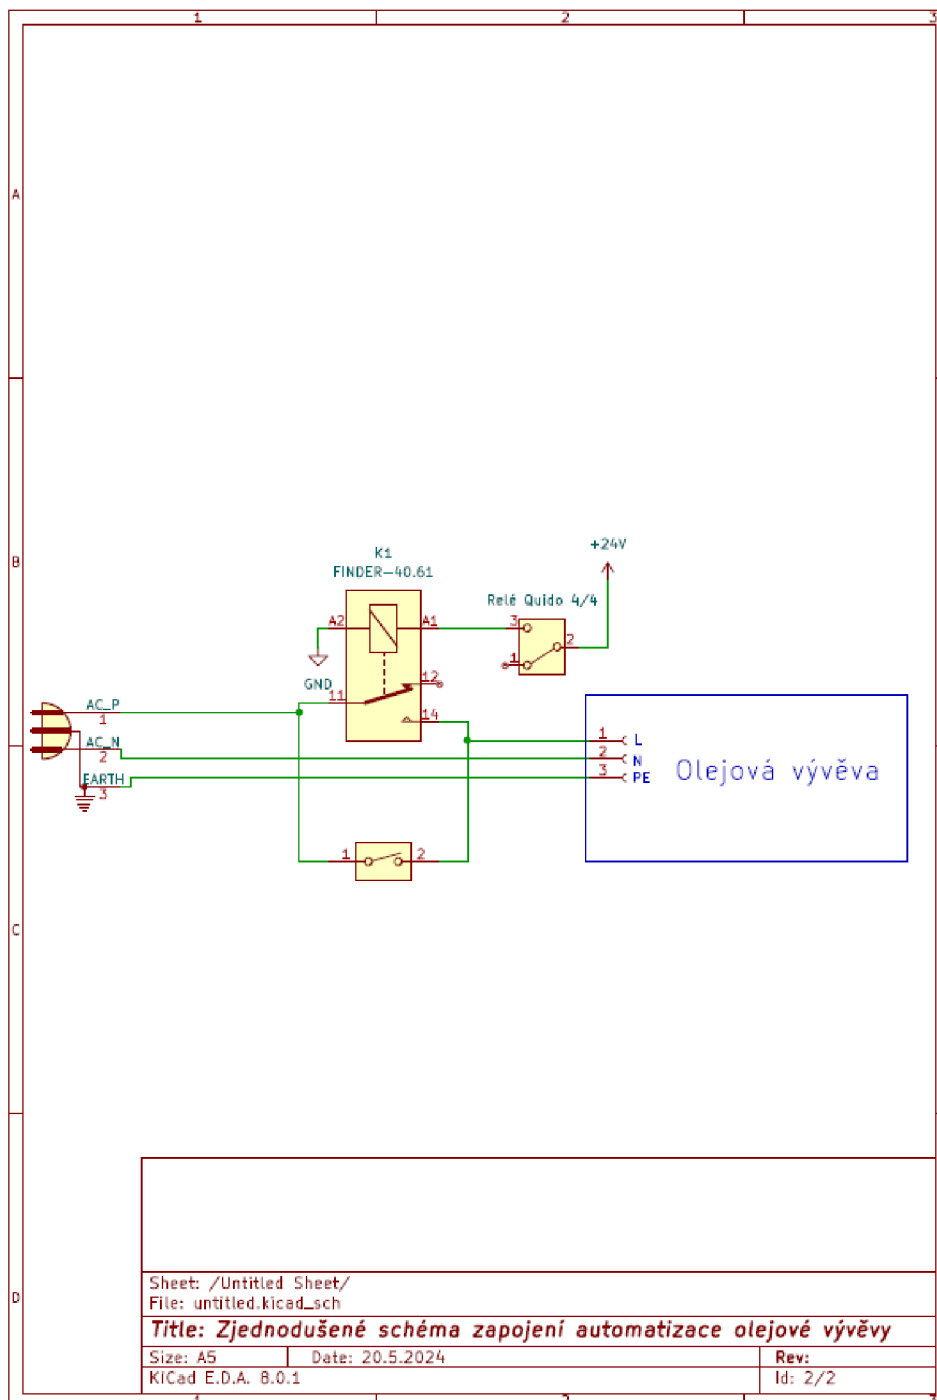 1 2 3
A
B
K1
FINDER-40.61
+24V
Relé Quido 4/4
A2 A1
3
2
1
GND
12
11
14
AC_P
1
AC_N
2
EARTH
3
1 L
2 N
3 PE
Olejová vývěva
1 2
C
D
Sheet: /Untitled Sheet/
File: untitled.kicad_sch
Title: Zjednodušené schéma zapojení automatizace olejové vývěvy
Size: A5 Date: 20.5.2024 Rev:
KiCad E.D.A. 8.0.1 Id: 2/2